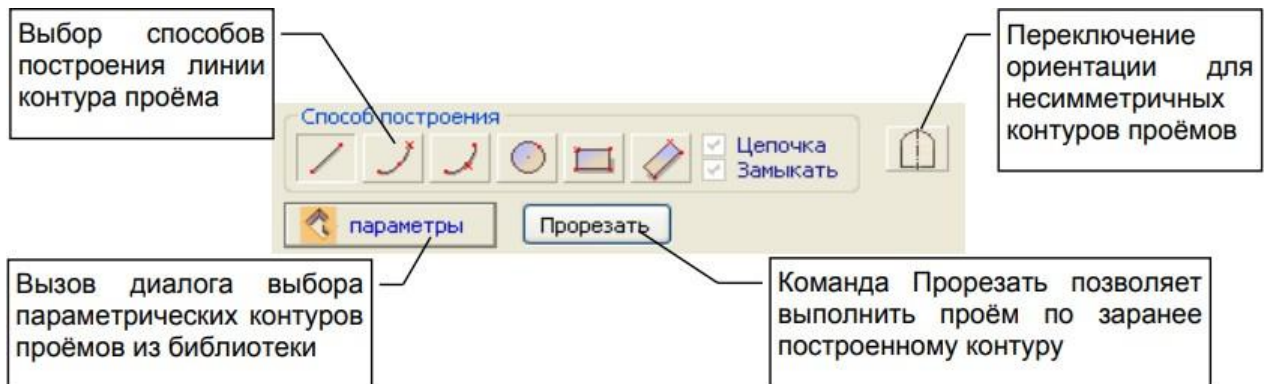 Выбор способов
построения линии
контура проёма
Переключение
ориентации для
несимметричных
контуров проёмов
Способ построения
Цепочка
Замыкать
параметры
Прорезать
Вызов диалога выбора
параметрических контуров
проёмов из библиотеки
Команда Прорезать позволяет
выполнить проём по заранее
построенному контуру